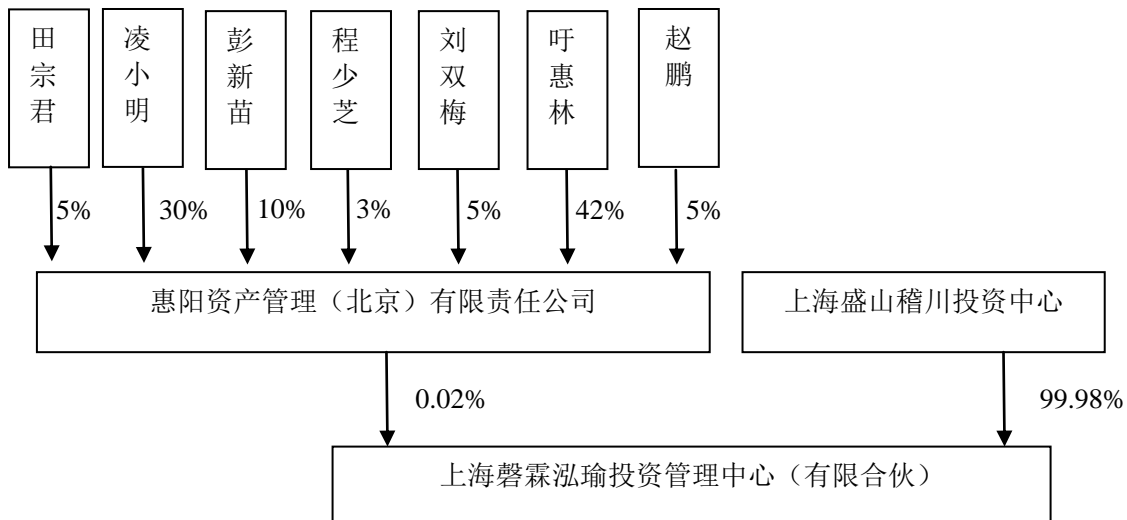 田宗君
凌小明
彭新苗
程少芝
刘双梅
吁惠林
赵鹏
5%
30%
10%
3%
5%
42%
5%
惠阳资产管理（北京）有限责任公司
上海盛山稽川投资中心
0.02%
99.98%
上海磬霖泓瑜投资管理中心（有限合伙）